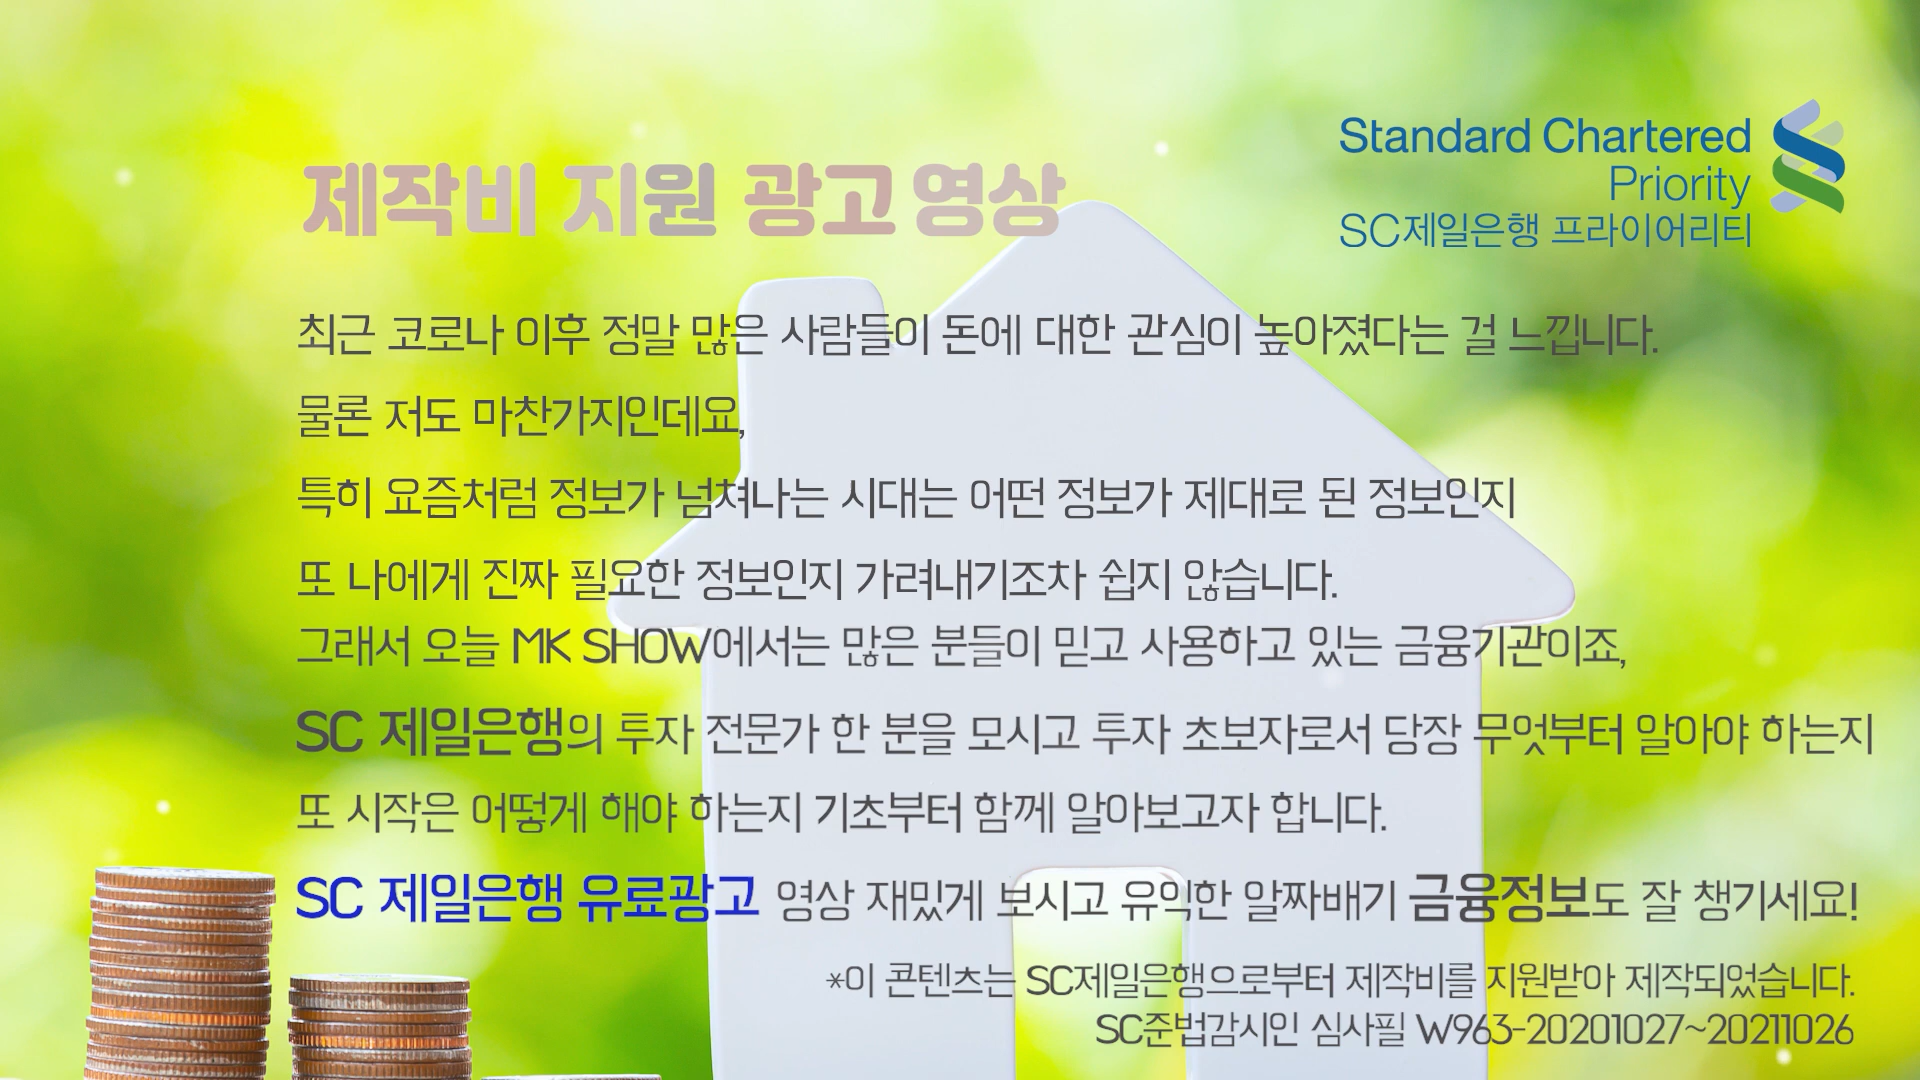 Standard Chartered
Priority
SC제일은행 프라이어리티
제작비 지원 광고 영상
최근 코로나 이후 정말 많은 사람들이 돈에 대한 관심이 높아졌다는 걸 느낍니다.
물론 저도 마찬가지인데요,
특히 요즘처럼 정보가 넘쳐나는 시대는 어떤 정보가 제대로 된 정보인지
또 나에게 진짜 필요한 정보인지 가려내기조차 쉽지 않습니다.
그래서 오늘 MK SHOW에서는 많은 분들이 믿고 사용하고 있는 금융기관이죠,
SC 제일은행의 투자 전문가 한 분을 모시고 투자 초보자로서 당장 무엇부터 알아야 하는지
또 시작은 어떻게 해야 하는지 기초부터 함께 알아보고자 합니다.
SC 제일은행 유료광고 영상 재밌게 보시고 유익한 알짜배기 금융정보도 잘 챙기세요!
*이 콘텐츠는 SC제일은행으로부터 제작비를 지원받아 제작되었습니다.
SC준법감시인 심사필 W963-20201027~20211026